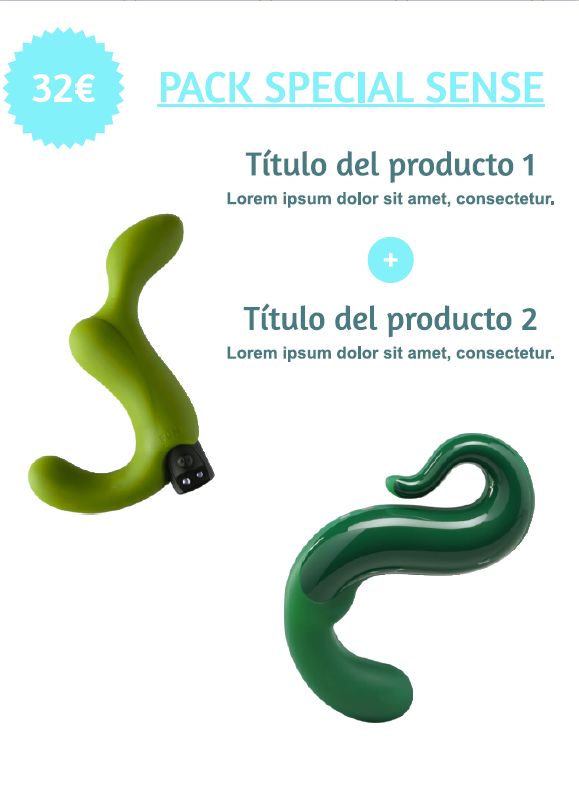 32€
PACK SPECIAL SENSE
Título del producto 1
Lorem ipsum dolor sit amet, consectetur.
+
Título del producto 2
Lorem ipsum dolor sit amet, consectetur.